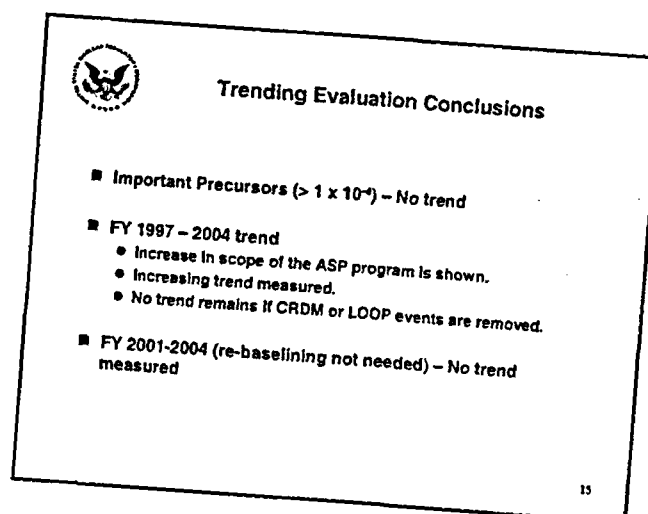 Trending Evaluation Conclusions
■ Important Precursors (> 1 x 10⁻⁴) – No trend
■ FY 1997 – 2004 trend
● Increase in scope of the ASP program is shown.
● Increasing trend measured.
● No trend remains if CRDM or LOOP events are removed.
■ FY 2001-2004 (re-baselining not needed) – No trend
measured
15